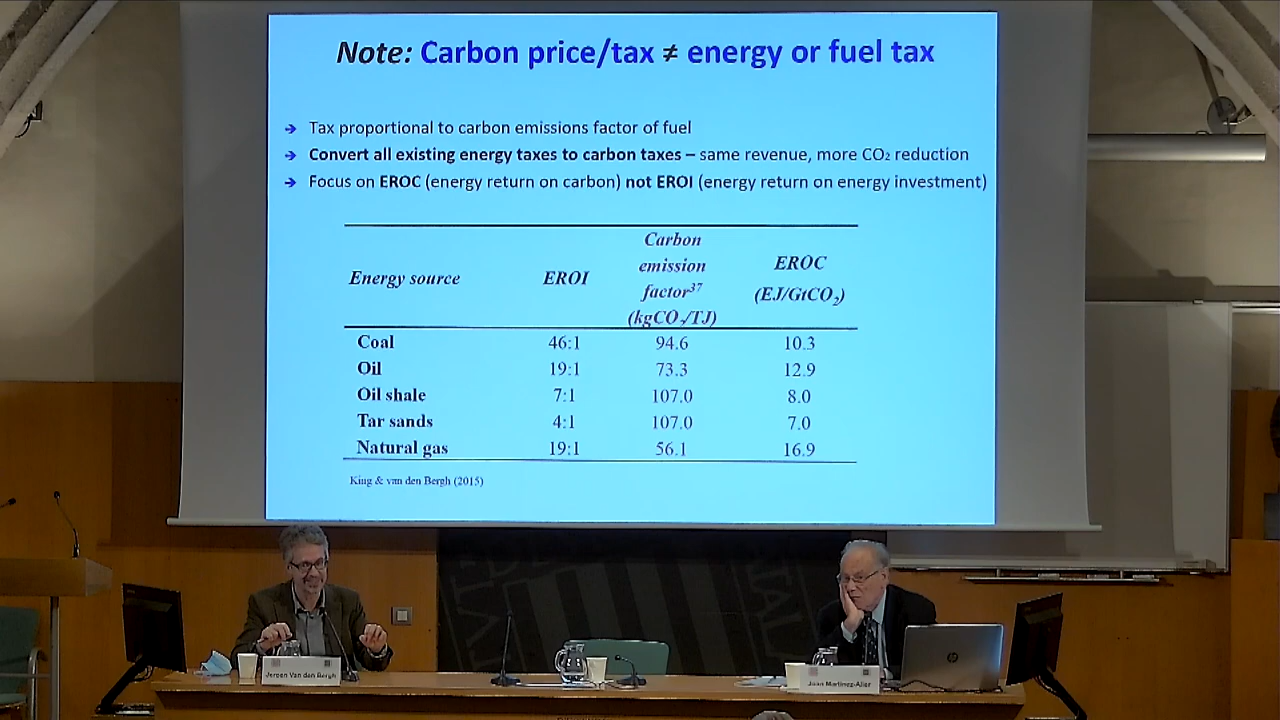 Note: Carbon price/tax ≠ energy or fuel tax
→ Tax proportional to carbon emissions factor of fuel
→ Convert all existing energy taxes to carbon taxes – same revenue, more CO₂ reduction
→ Focus on EROC (energy return on carbon) not EROI (energy return on energy investment)
Energy source EROI Carbon emission factor³⁷ (kgCO₂/TJ) EROC (EJ/GtCO₂)
Coal 46:1 94.6 10.3
Oil 19:1 73.3 12.9
Oil shale 7:1 107.0 8.0
Tar sands 4:1 107.0 7.0
Natural gas 19:1 56.1 16.9
King & van den Bergh (2015)
Jeroen Van den Bergh
Joan Martinez-Alier
hp